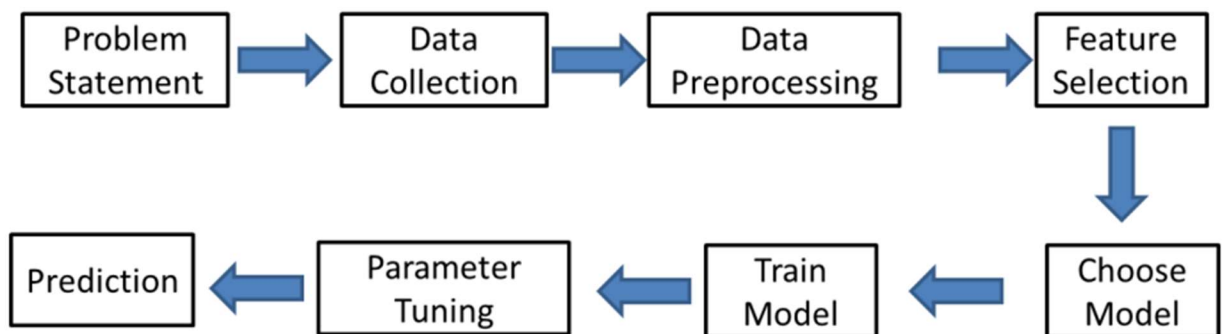 Problem
Statement
Data
Collection
Data
Preprocessing
Feature
Selection
Choose
Model
Train
Model
Parameter
Tuning
Prediction